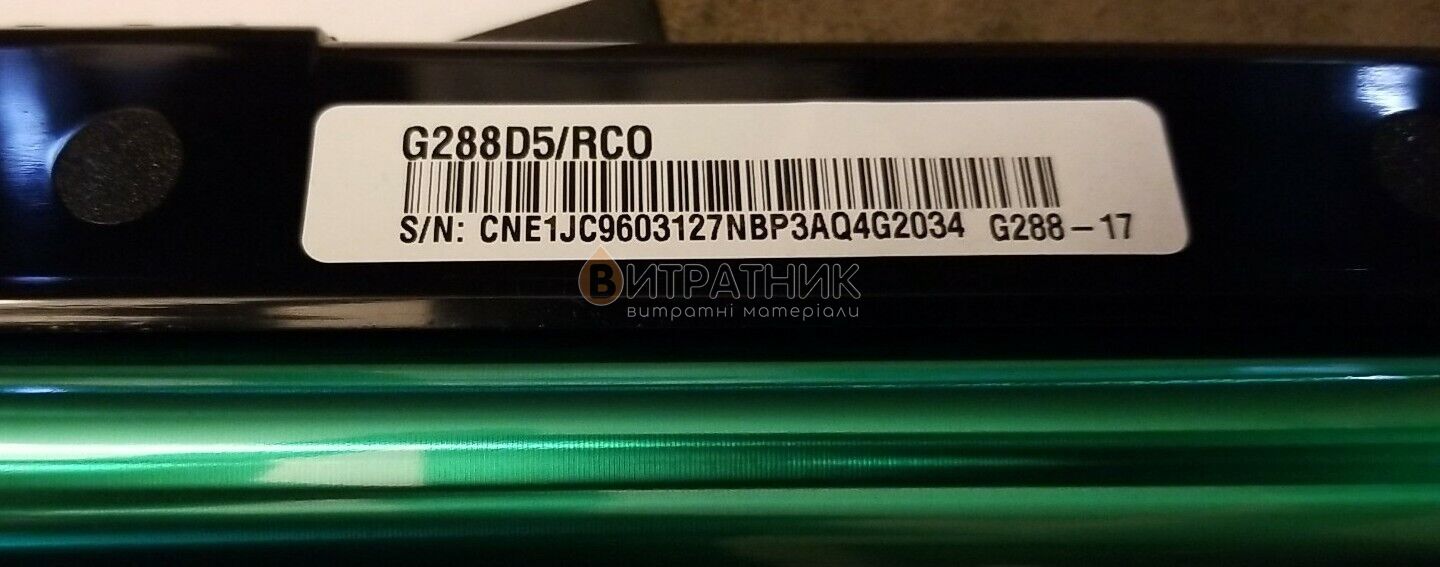 G288D5/RCO
S/N: CNE1JC9603127NBP3AQ4G2034 G288-17
ВИТРАТНИК
витратні матеріали